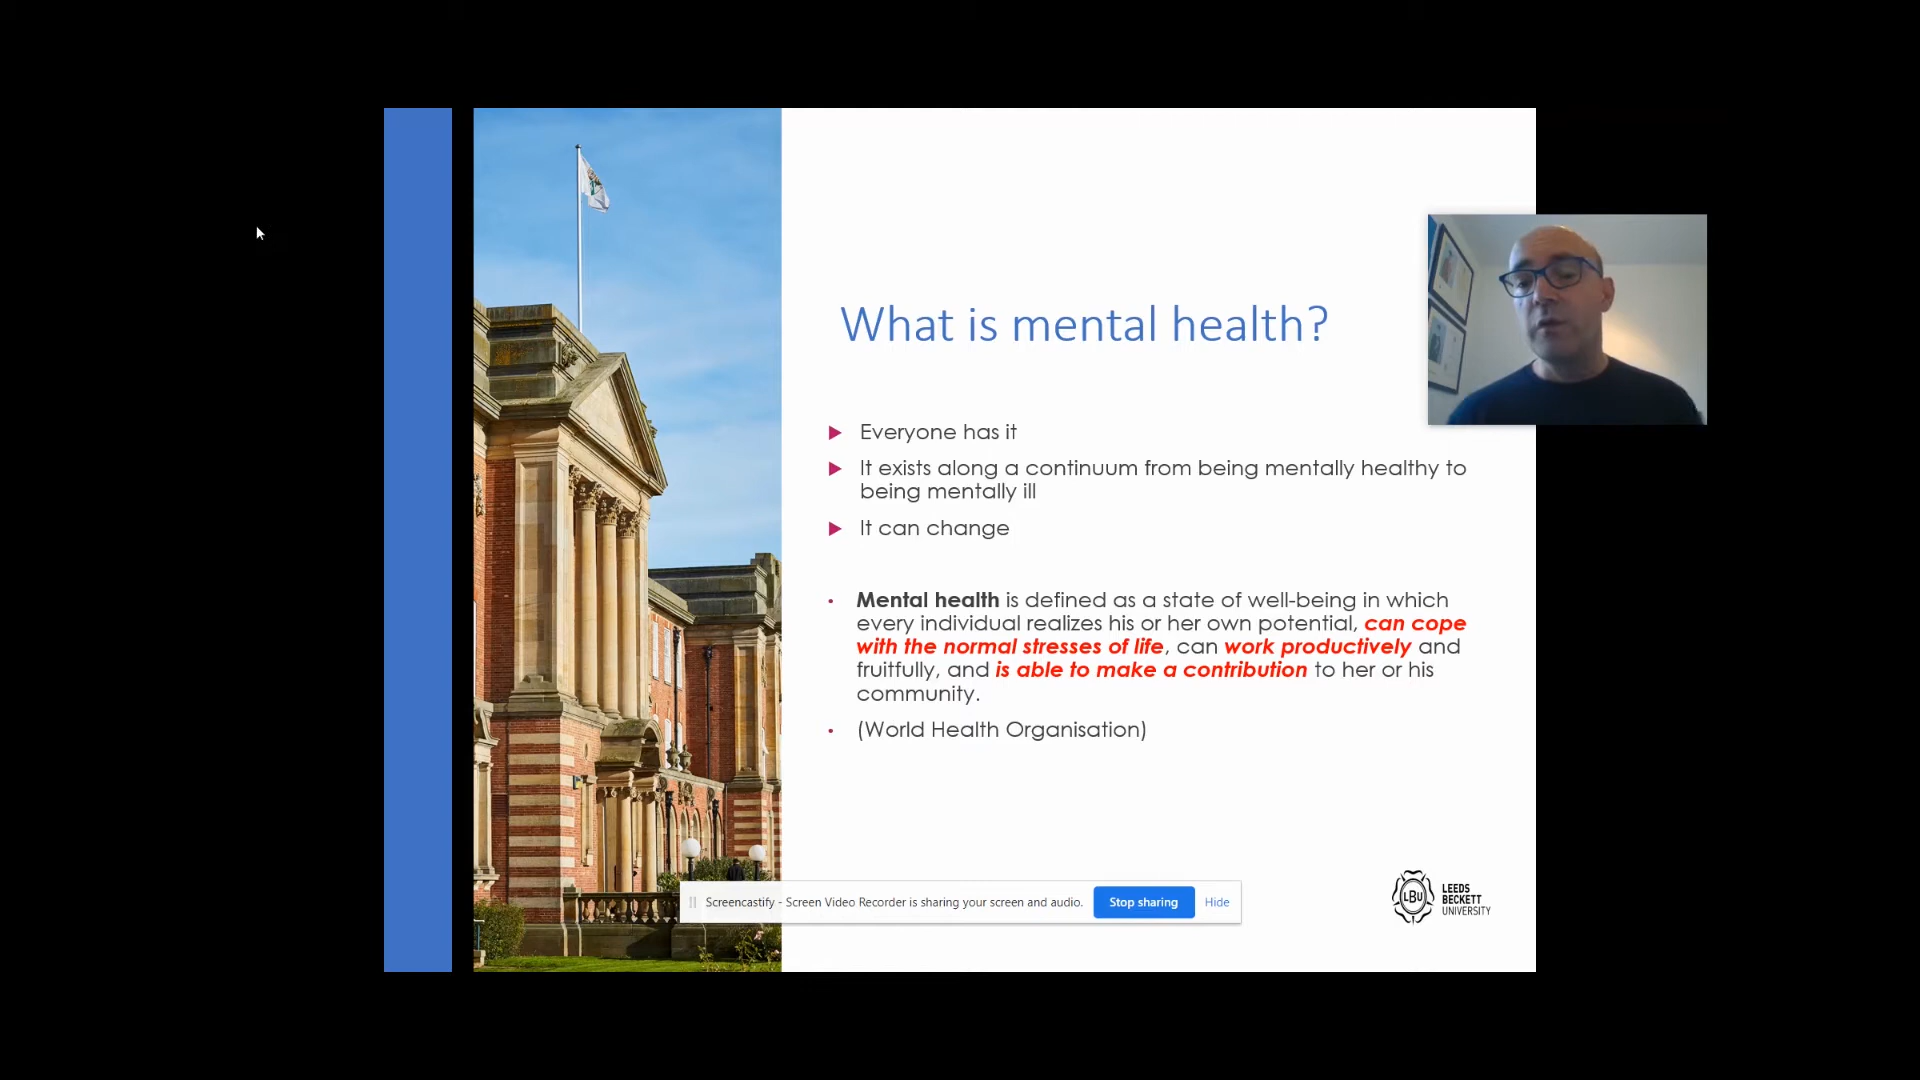 What is mental health?
Everyone has it
It exists along a continuum from being mentally healthy to
being mentally ill
It can change
Mental health is defined as a state of well-being in which
every individual realizes his or her own potential, can cope
with the normal stresses of life, can work productively and
fruitfully, and is able to make a contribution to her or his
community.
(World Health Organisation)
Screencastify - Screen Video Recorder is sharing your screen and audio. Stop sharing Hide
LBU
LEEDS
BECKETT
UNIVERSITY